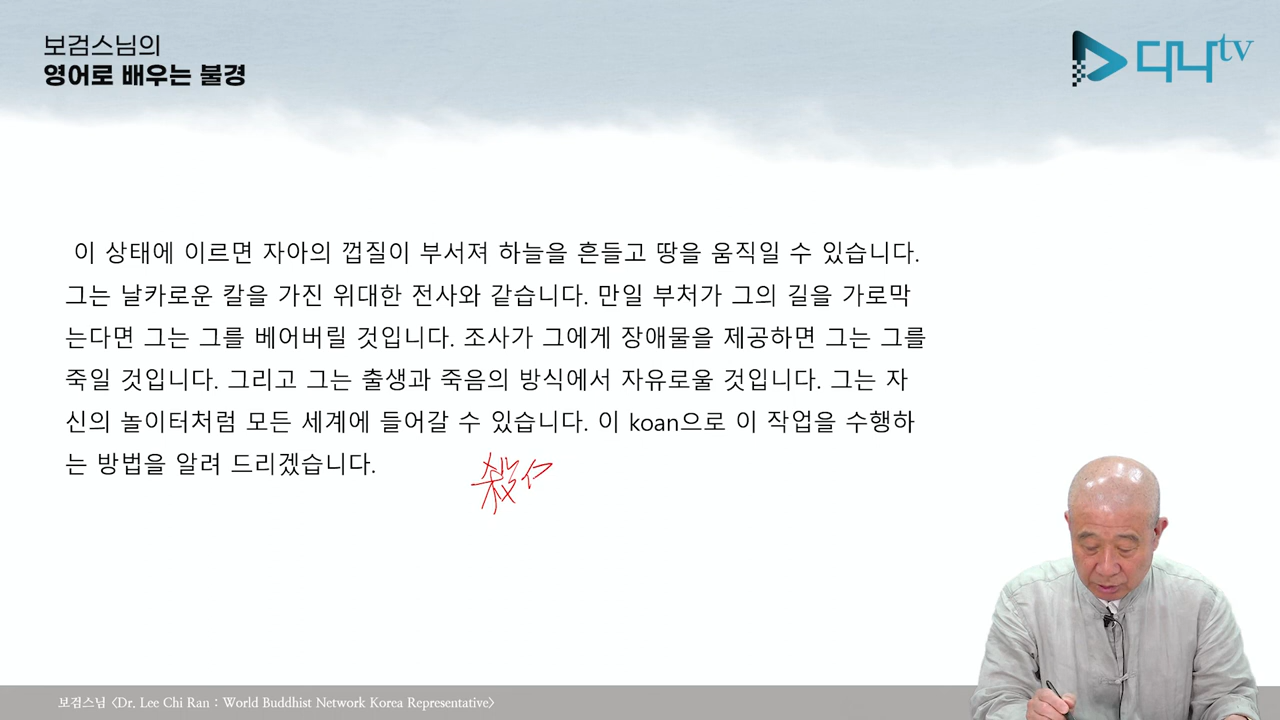 보검스님의
영어로 배우는 불경
디나tv
이 상태에 이르면 자아의 껍질이 부서져 하늘을 흔들고 땅을 움직일 수 있습니다.
그는 날카로운 칼을 가진 위대한 전사와 같습니다. 만일 부처가 그의 길을 가로막
는다면 그는 그를 베어버릴 것입니다. 조사가 그에게 장애물을 제공하면 그는 그를
죽일 것입니다. 그리고 그는 출생과 죽음의 방식에서 자유로울 것입니다. 그는 자
신의 놀이터처럼 모든 세계에 들어갈 수 있습니다. 이 koan으로 이 작업을 수행하
는 방법을 알려 드리겠습니다.
殺
보검스님 <Dr. Lee Chi Ran : World Buddhist Network Korea Representative>